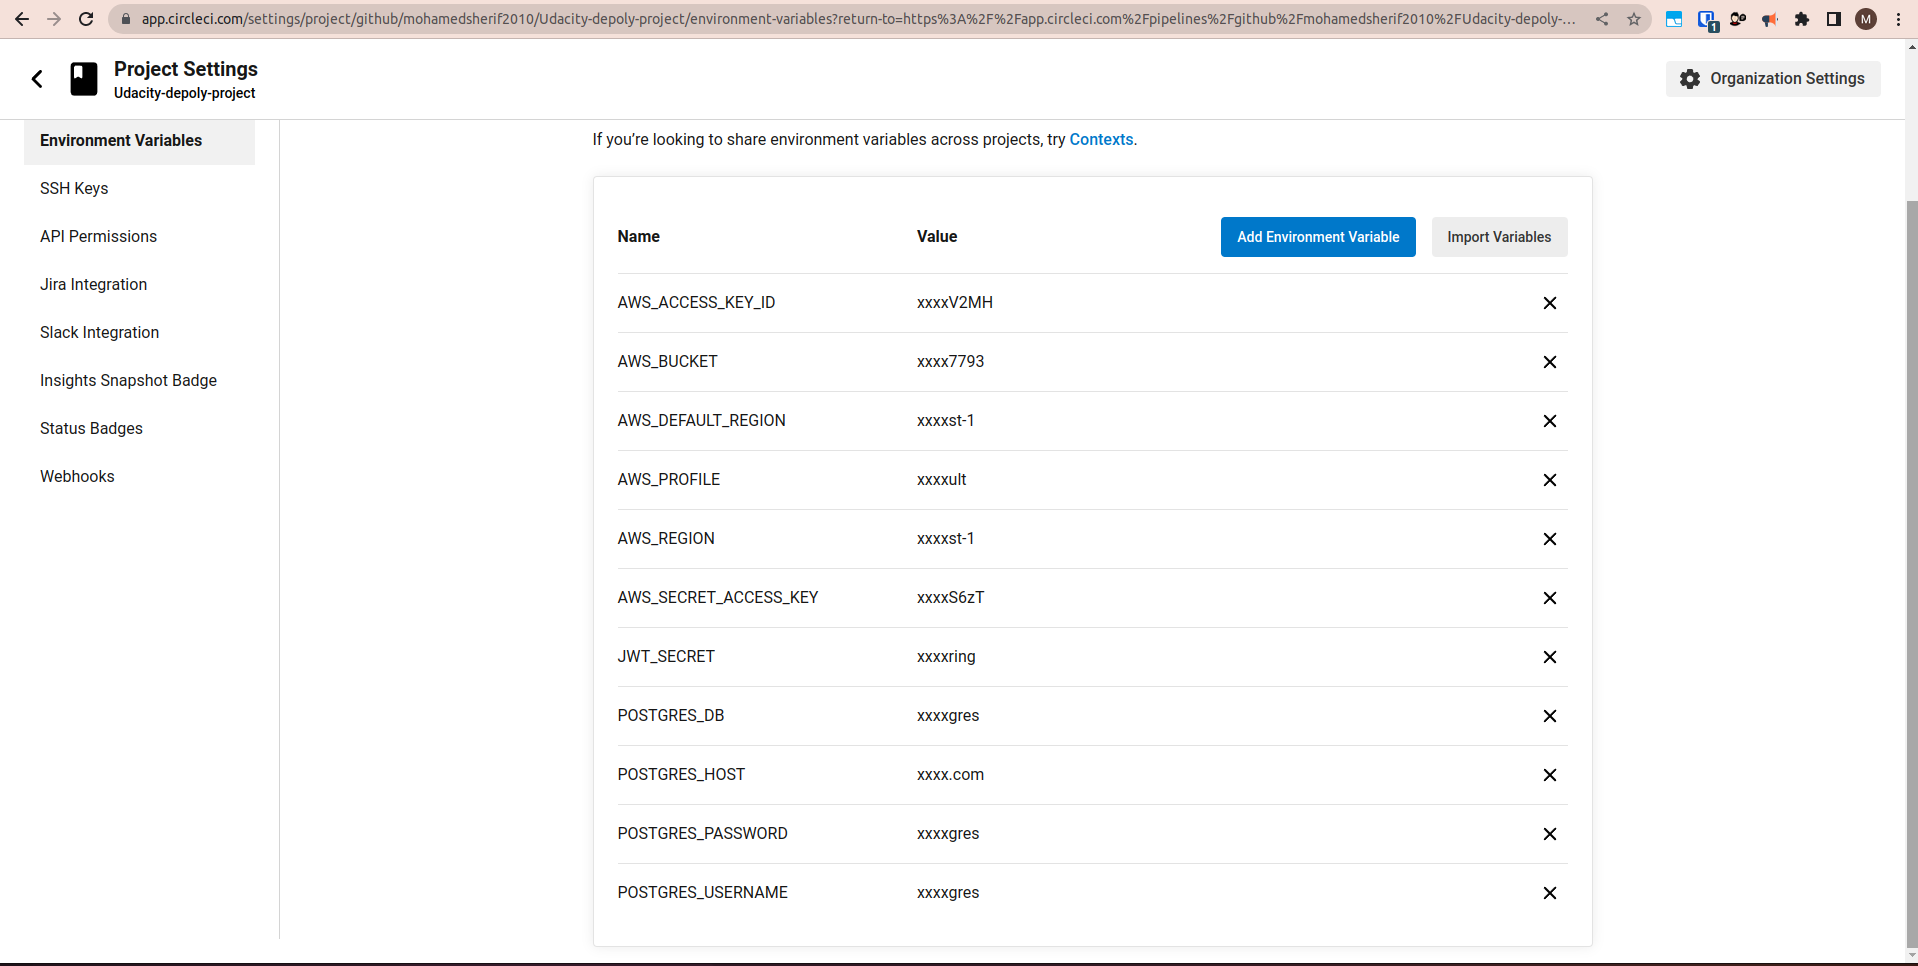 app.circleci.com/settings/project/github/mohamedsherif2010/Udacity-depoly-project/environment-variables?return-to=https%3A%2F%2Fapp.circleci.com%2Fpipelines%2Fgithub%2Fmohamedsherif2010%2FUdacity-depoly-...
1
M
Project Settings
Udacity-depoly-project
Organization Settings
Environment Variables
SSH Keys
API Permissions
Jira Integration
Slack Integration
Insights Snapshot Badge
Status Badges
Webhooks
If you’re looking to share environment variables across projects, try Contexts.
Name Value Add Environment Variable Import Variables
AWS_ACCESS_KEY_ID xxxxV2MH
AWS_BUCKET xxxx7793
AWS_DEFAULT_REGION xxxxst-1
AWS_PROFILE xxxxult
AWS_REGION xxxxst-1
AWS_SECRET_ACCESS_KEY xxxxS6zT
JWT_SECRET xxxxring
POSTGRES_DB xxxxgres
POSTGRES_HOST xxxx.com
POSTGRES_PASSWORD xxxxgres
POSTGRES_USERNAME xxxxgres